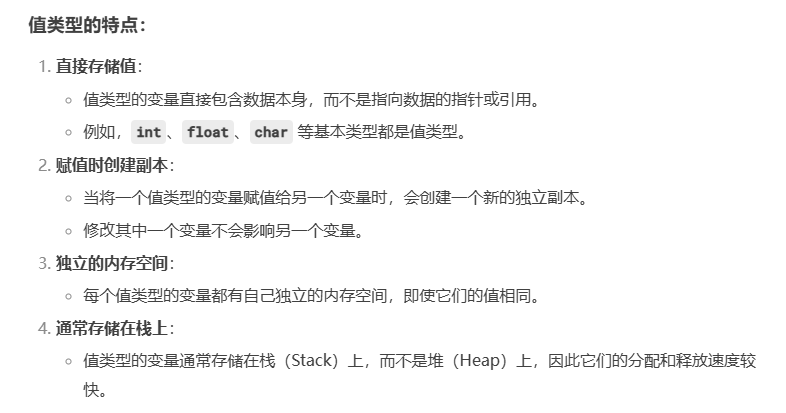 值类型的特点：
1. 直接存储值：
值类型的变量直接包含数据本身，而不是指向数据的指针或引用。
例如，int、float、char 等基本类型都是值类型。
2. 赋值时创建副本：
当将一个值类型的变量赋值给另一个变量时，会创建一个新的独立副本。
修改其中一个变量不会影响另一个变量。
3. 独立的内存空间：
每个值类型的变量都有自己独立的内存空间，即使它们的值相同。
4. 通常存储在栈上：
值类型的变量通常存储在栈（Stack）上，而不是堆（Heap）上，因此它们的分配和释放速度较
快。